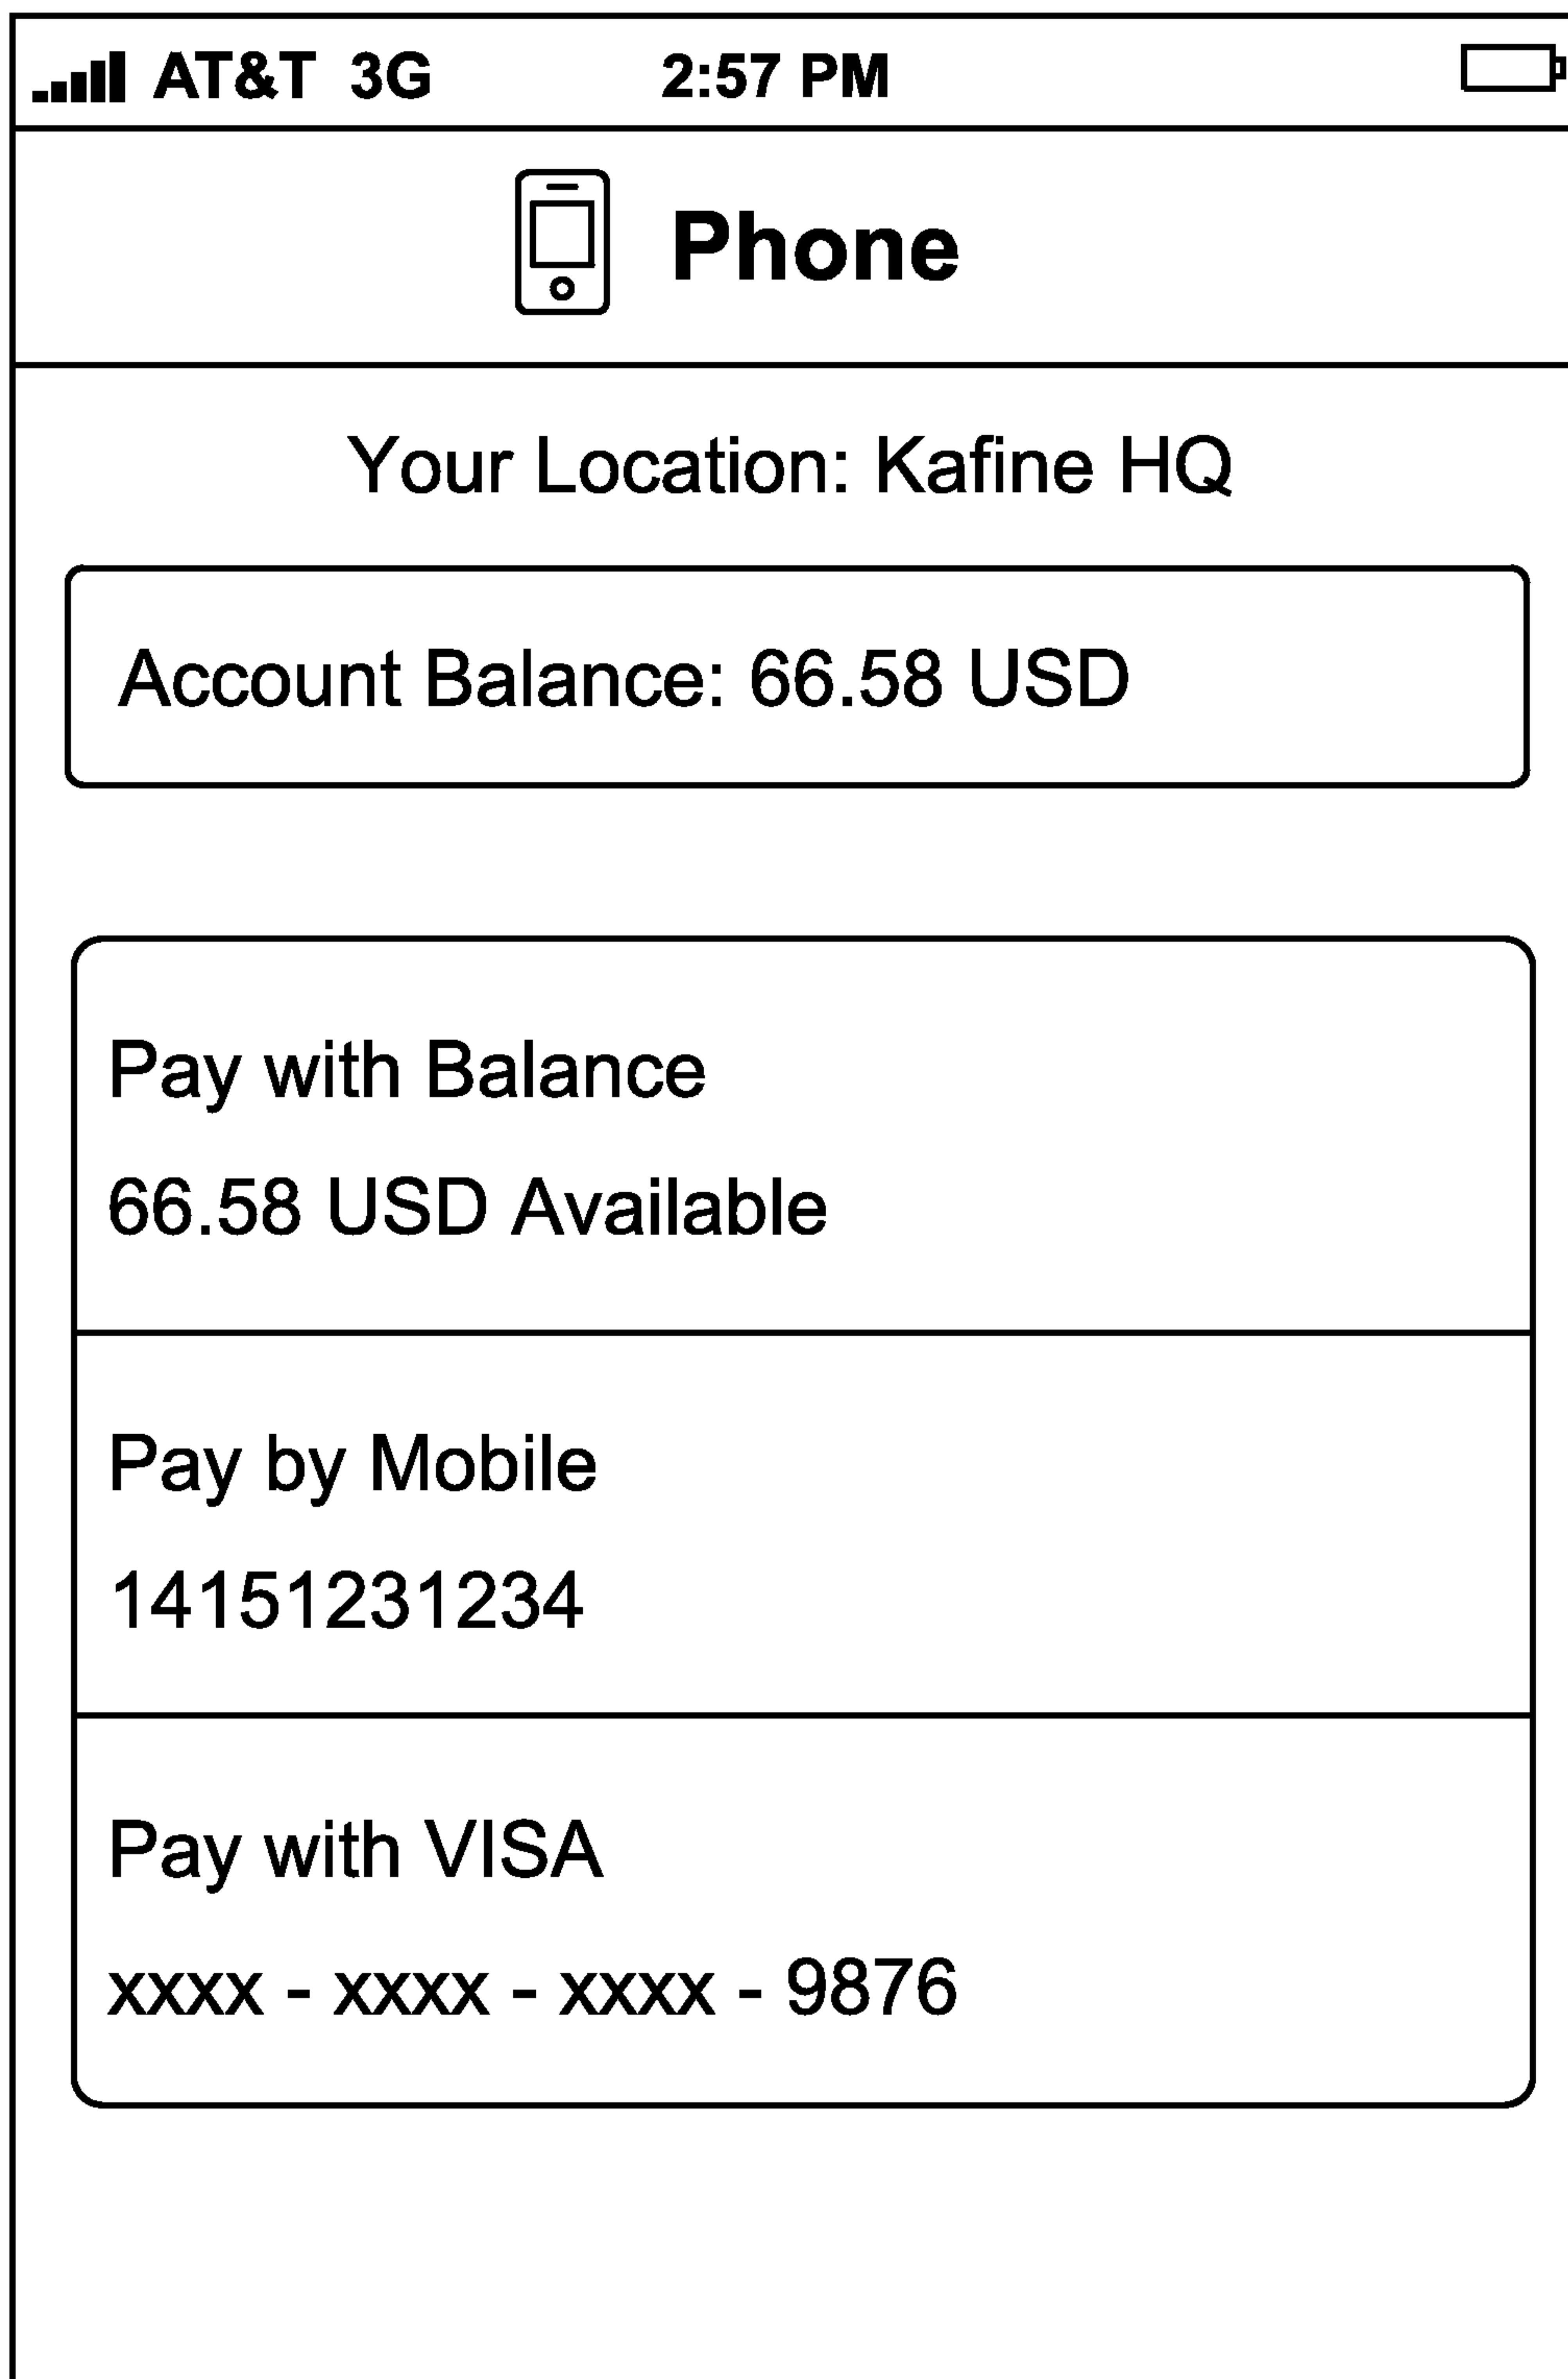 AT&T 3G 2:57 PM
Phone
Your Location: Kafine HQ
Account Balance: 66.58 USD
Pay with Balance
66.58 USD Available
Pay by Mobile
14151231234
Pay with VISA
xxxx - xxxx - xxxx - 9876